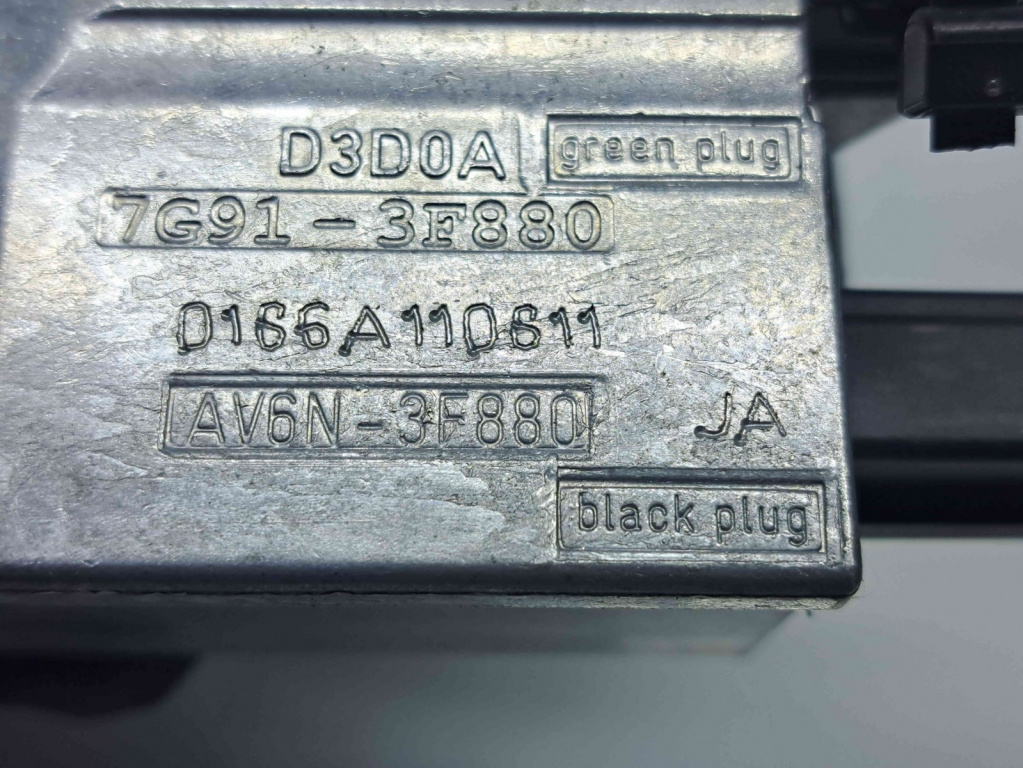 D3D0A
green plug
7G91-3F880
0166A110611
AV6N-3F880
JA
black plug